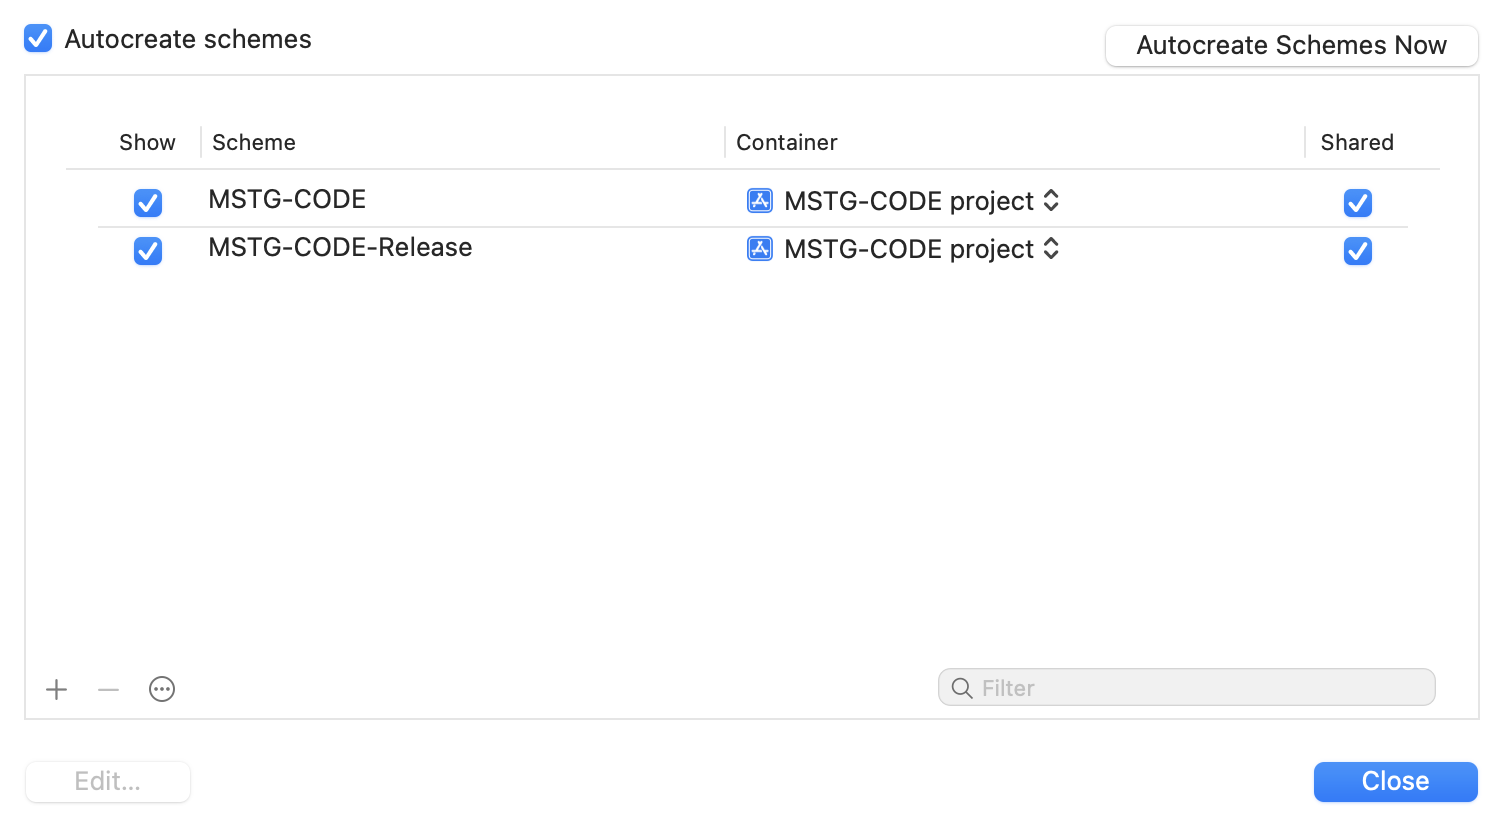 Autocreate schemes
Autocreate Schemes Now
Show Scheme Container Shared
MSTG-CODE MSTG-CODE project
MSTG-CODE-Release MSTG-CODE project
Filter
Edit...
Close